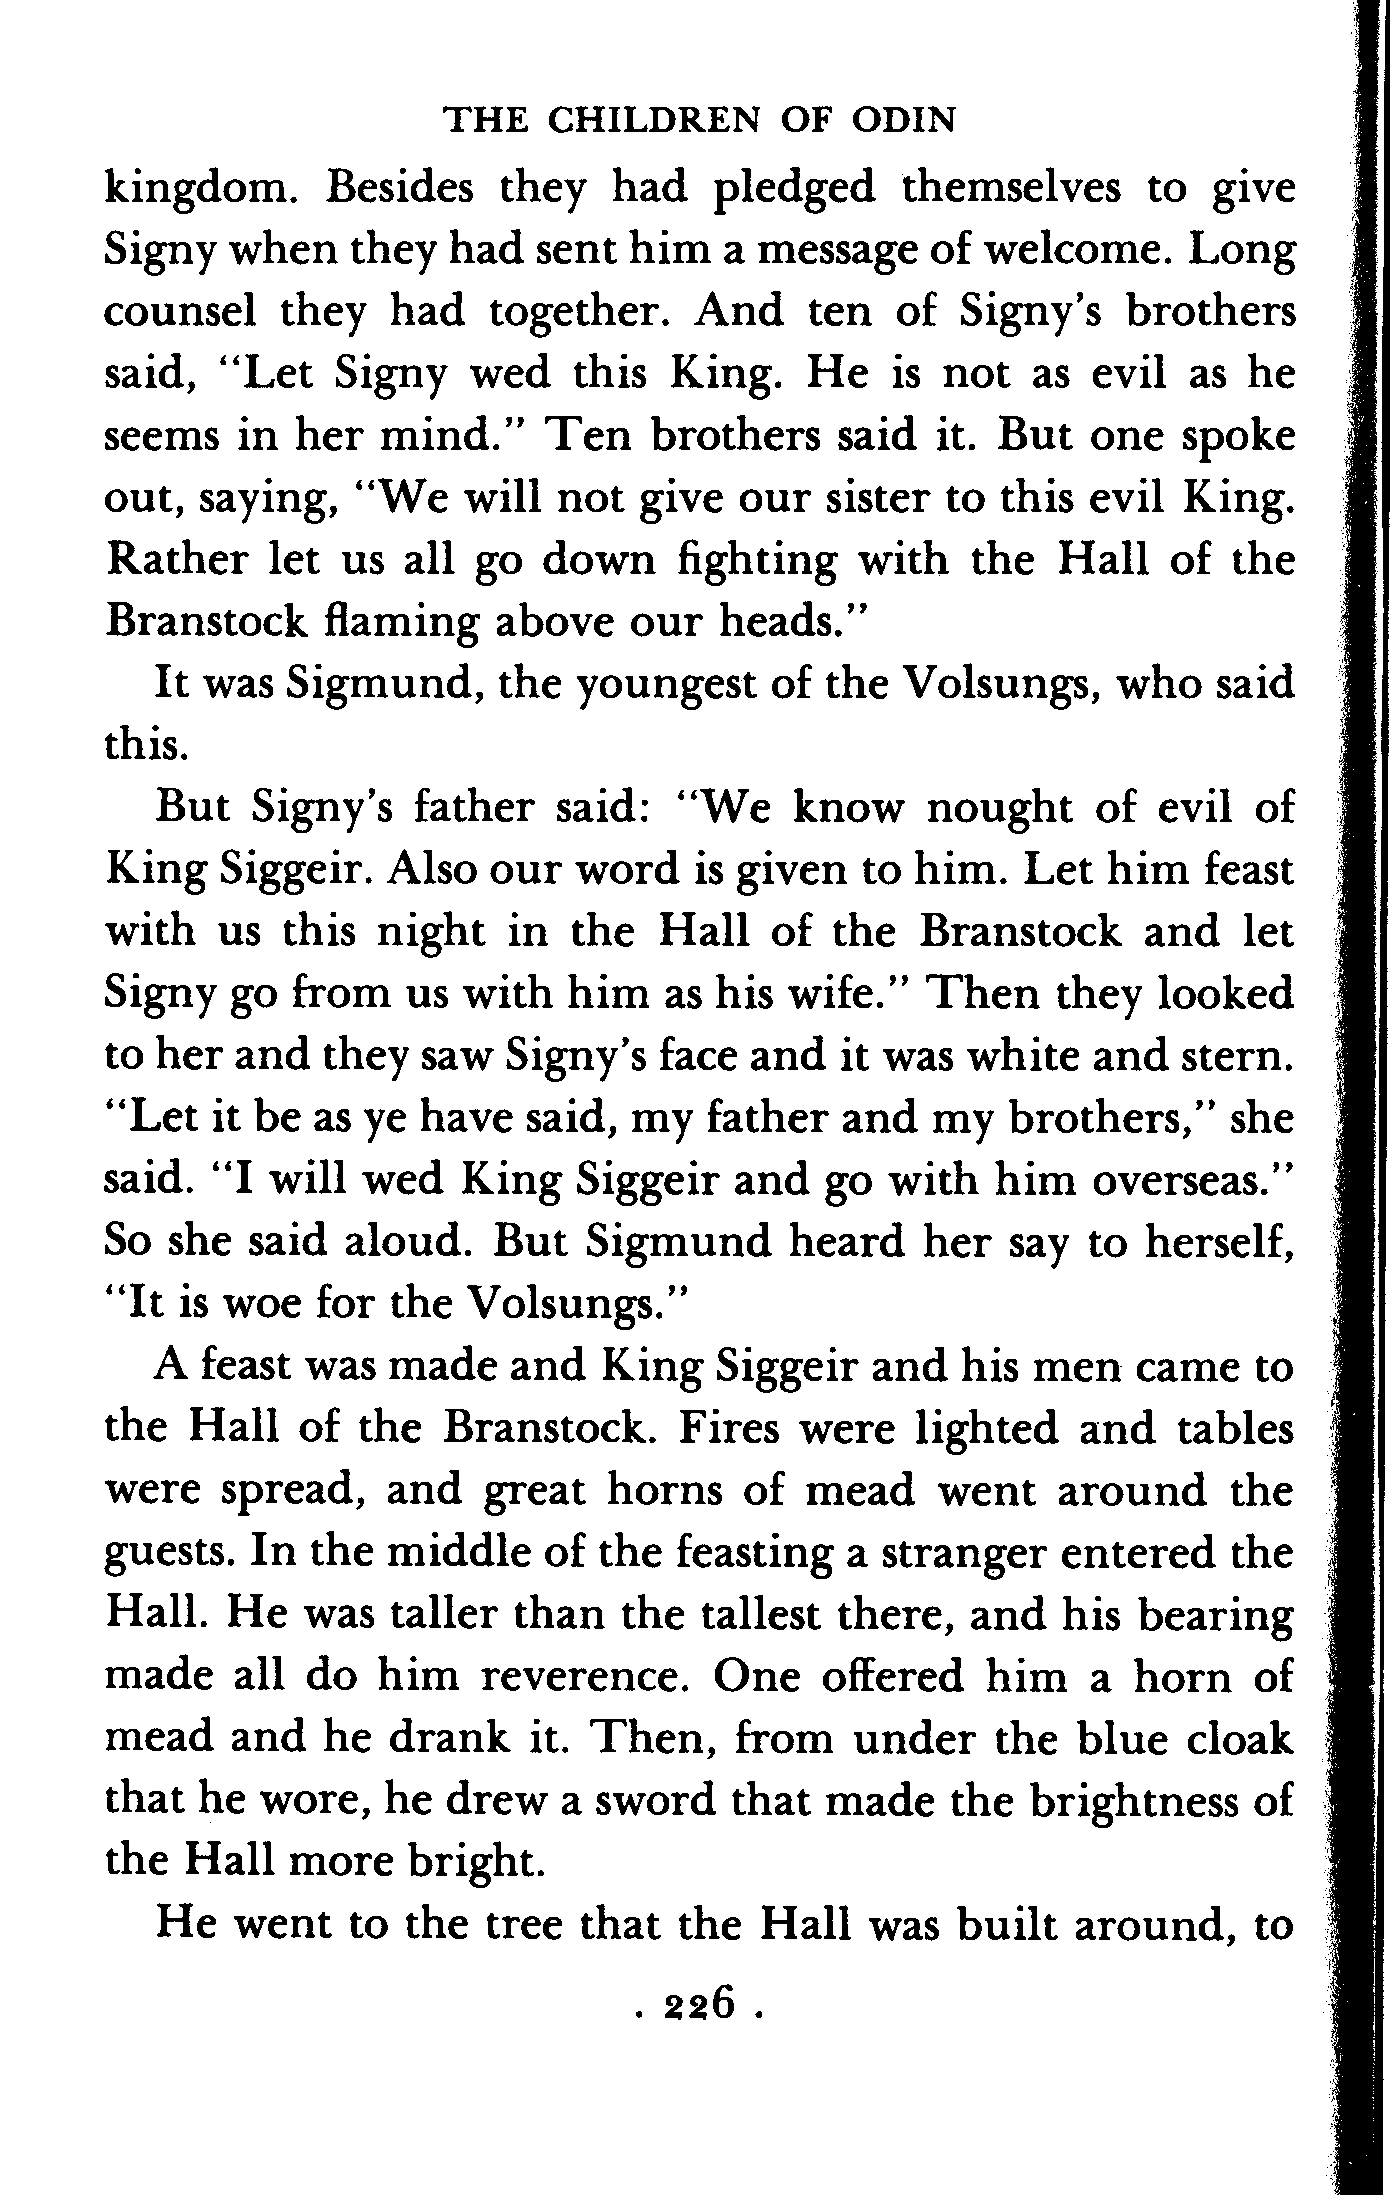 THE CHILDREN OF ODIN
kingdom. Besides they had pledged themselves to give
Signy when they had sent him a message of welcome. Long
counsel they had together. And ten of Signy's brothers
said, "Let Signy wed this King. He is not as evil as he
seems in her mind." Ten brothers said it. But one spoke
out, saying, "We will not give our sister to this evil King.
Rather let us all go down fighting with the Hall of the
Branstock flaming above our heads."
It was Sigmund, the youngest of the Volsungs, who said
this.
But Signy's father said: "We know nought of evil of
King Siggeir. Also our word is given to him. Let him feast
with us this night in the Hall of the Branstock and let
Signy go from us with him as his wife." Then they looked
to her and they saw Signy's face and it was white and stern.
"Let it be as ye have said, my father and my brothers," she
said. "I will wed King Siggeir and go with him overseas."
So she said aloud. But Sigmund heard her say to herself,
"It is woe for the Volsungs."
A feast was made and King Siggeir and his men came to
the Hall of the Branstock. Fires were lighted and tables
were spread, and great horns of mead went around the
guests. In the middle of the feasting a stranger entered the
Hall. He was taller than the tallest there, and his bearing
made all do him reverence. One offered him a horn of
mead and he drank it. Then, from under the blue cloak
that he wore, he drew a sword that made the brightness of
the Hall more bright.
He went to the tree that the Hall was built around, to
. 226 .